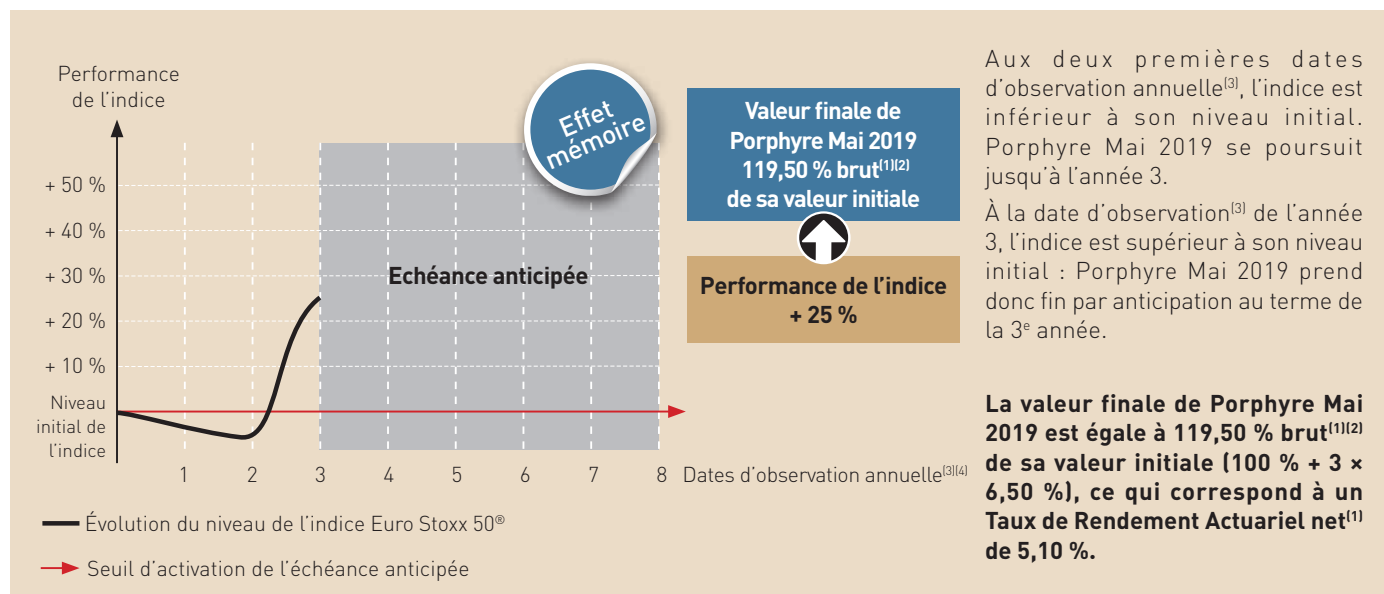 Performance
de l'indice
+ 50 %
+ 40 %
+ 30 %
+ 20 %
+ 10 %
Niveau
initial de
l'indice
1 2 3 4 5 6 7 8 Dates d'observation annuelle(3)(4)
Effet
mémoire
Echéance anticipée
Évolution du niveau de l'indice Euro Stoxx 50®
Seuil d'activation de l'échéance anticipée
Valeur finale de
Porphyre Mai 2019
119,50 % brut(1)(2)
de sa valeur initiale
Performance de l'indice
+ 25 %
Aux deux premières dates
d'observation annuelle(3), l'indice est
inférieur à son niveau initial.
Porphyre Mai 2019 se poursuit
jusqu'à l'année 3.
À la date d'observation(3) de l'année
3, l'indice est supérieur à son niveau
initial : Porphyre Mai 2019 prend
donc fin par anticipation au terme de
la 3e année.
La valeur finale de Porphyre Mai
2019 est égale à 119,50 % brut(1)(2)
de sa valeur initiale (100 % + 3 ×
6,50 %), ce qui correspond à un
Taux de Rendement Actuariel net(1)
de 5,10 %.